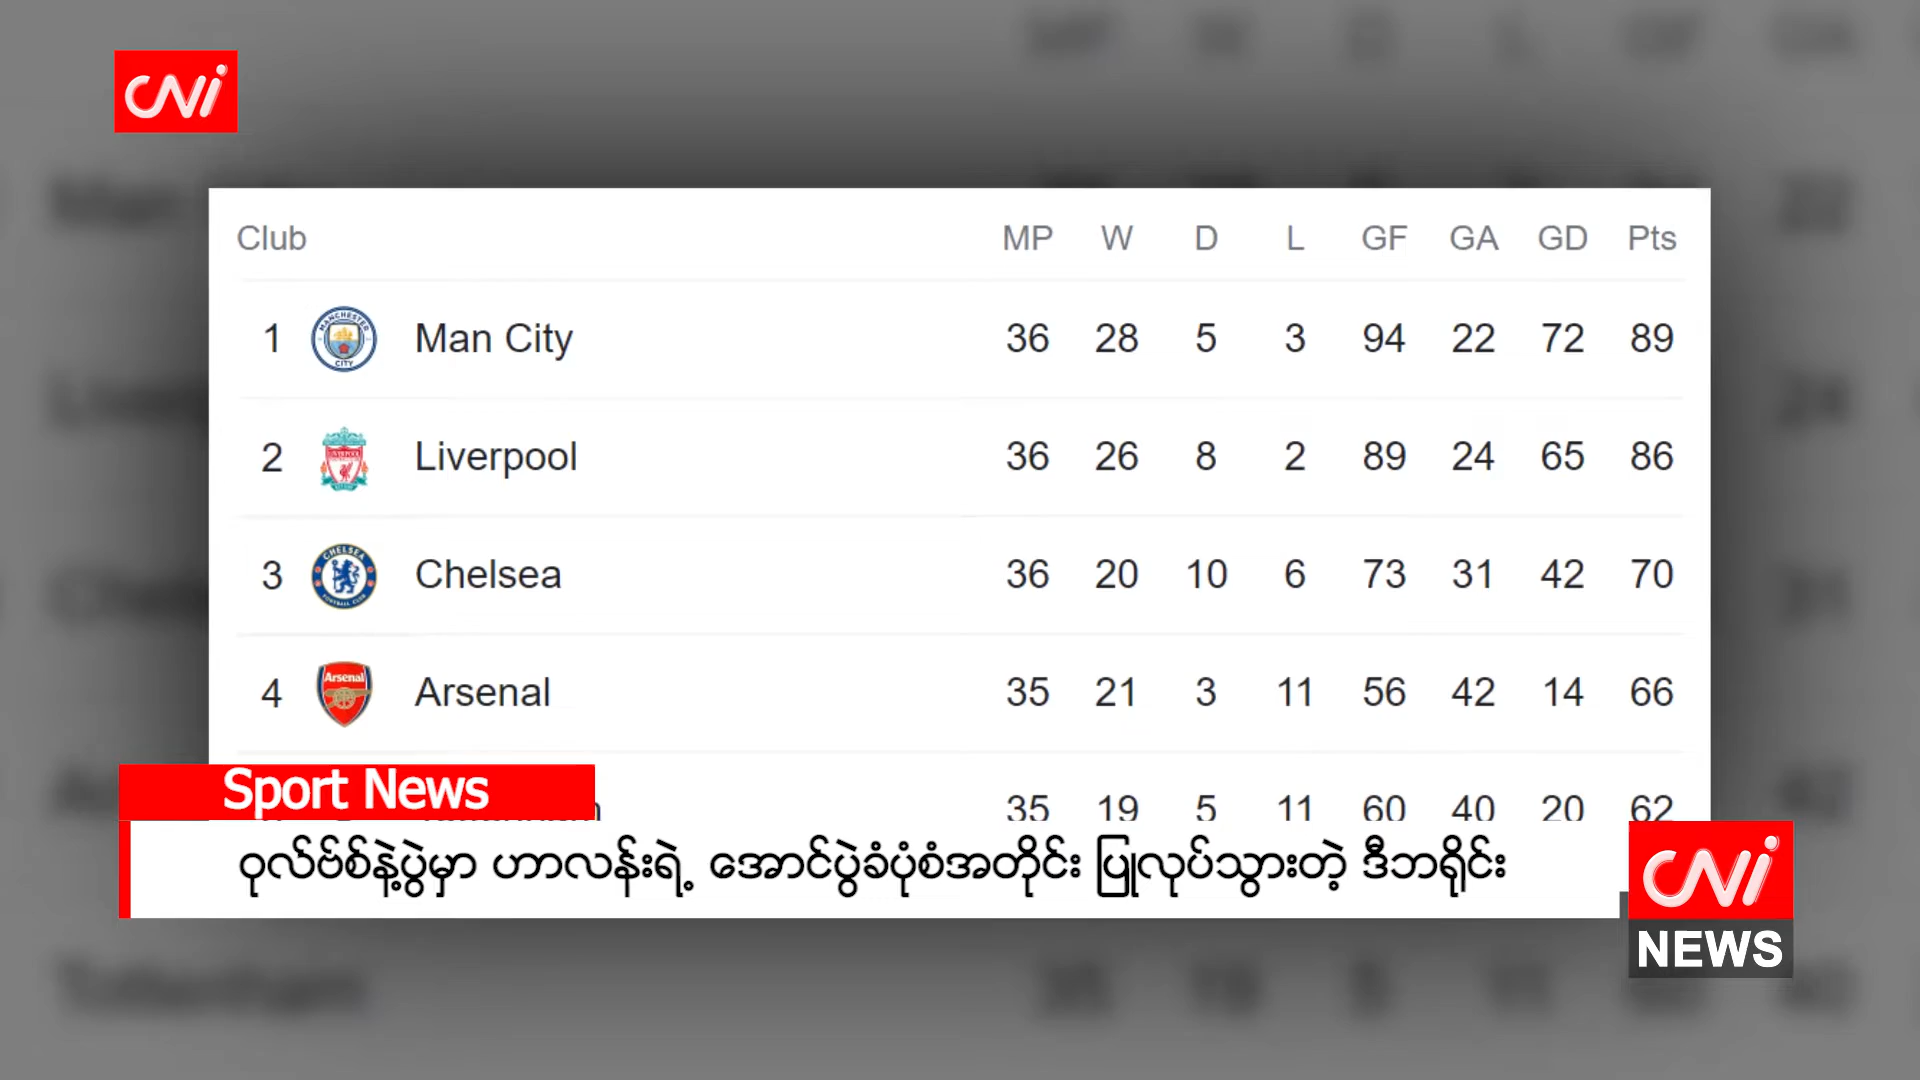 CNi
Club MP W D L GF GA GD Pts
1 Man City 36 28 5 3 94 22 72 89
2 Liverpool 36 26 8 2 89 24 65 86
3 Chelsea 36 20 10 6 73 31 42 70
4 Arsenal 35 21 3 11 56 42 14 66
35 19 5 11 60 40 20 62
Sport News
ဝုလ်ဗ်စ်နဲ့ပွဲမှာ ဟာလန်းရဲ့ အောင်ပွဲခံပုံစံအတိုင်း ပြုလုပ်သွားတဲ့ ဒီဘရိုင်း
CNi
NEWS
Tottenham